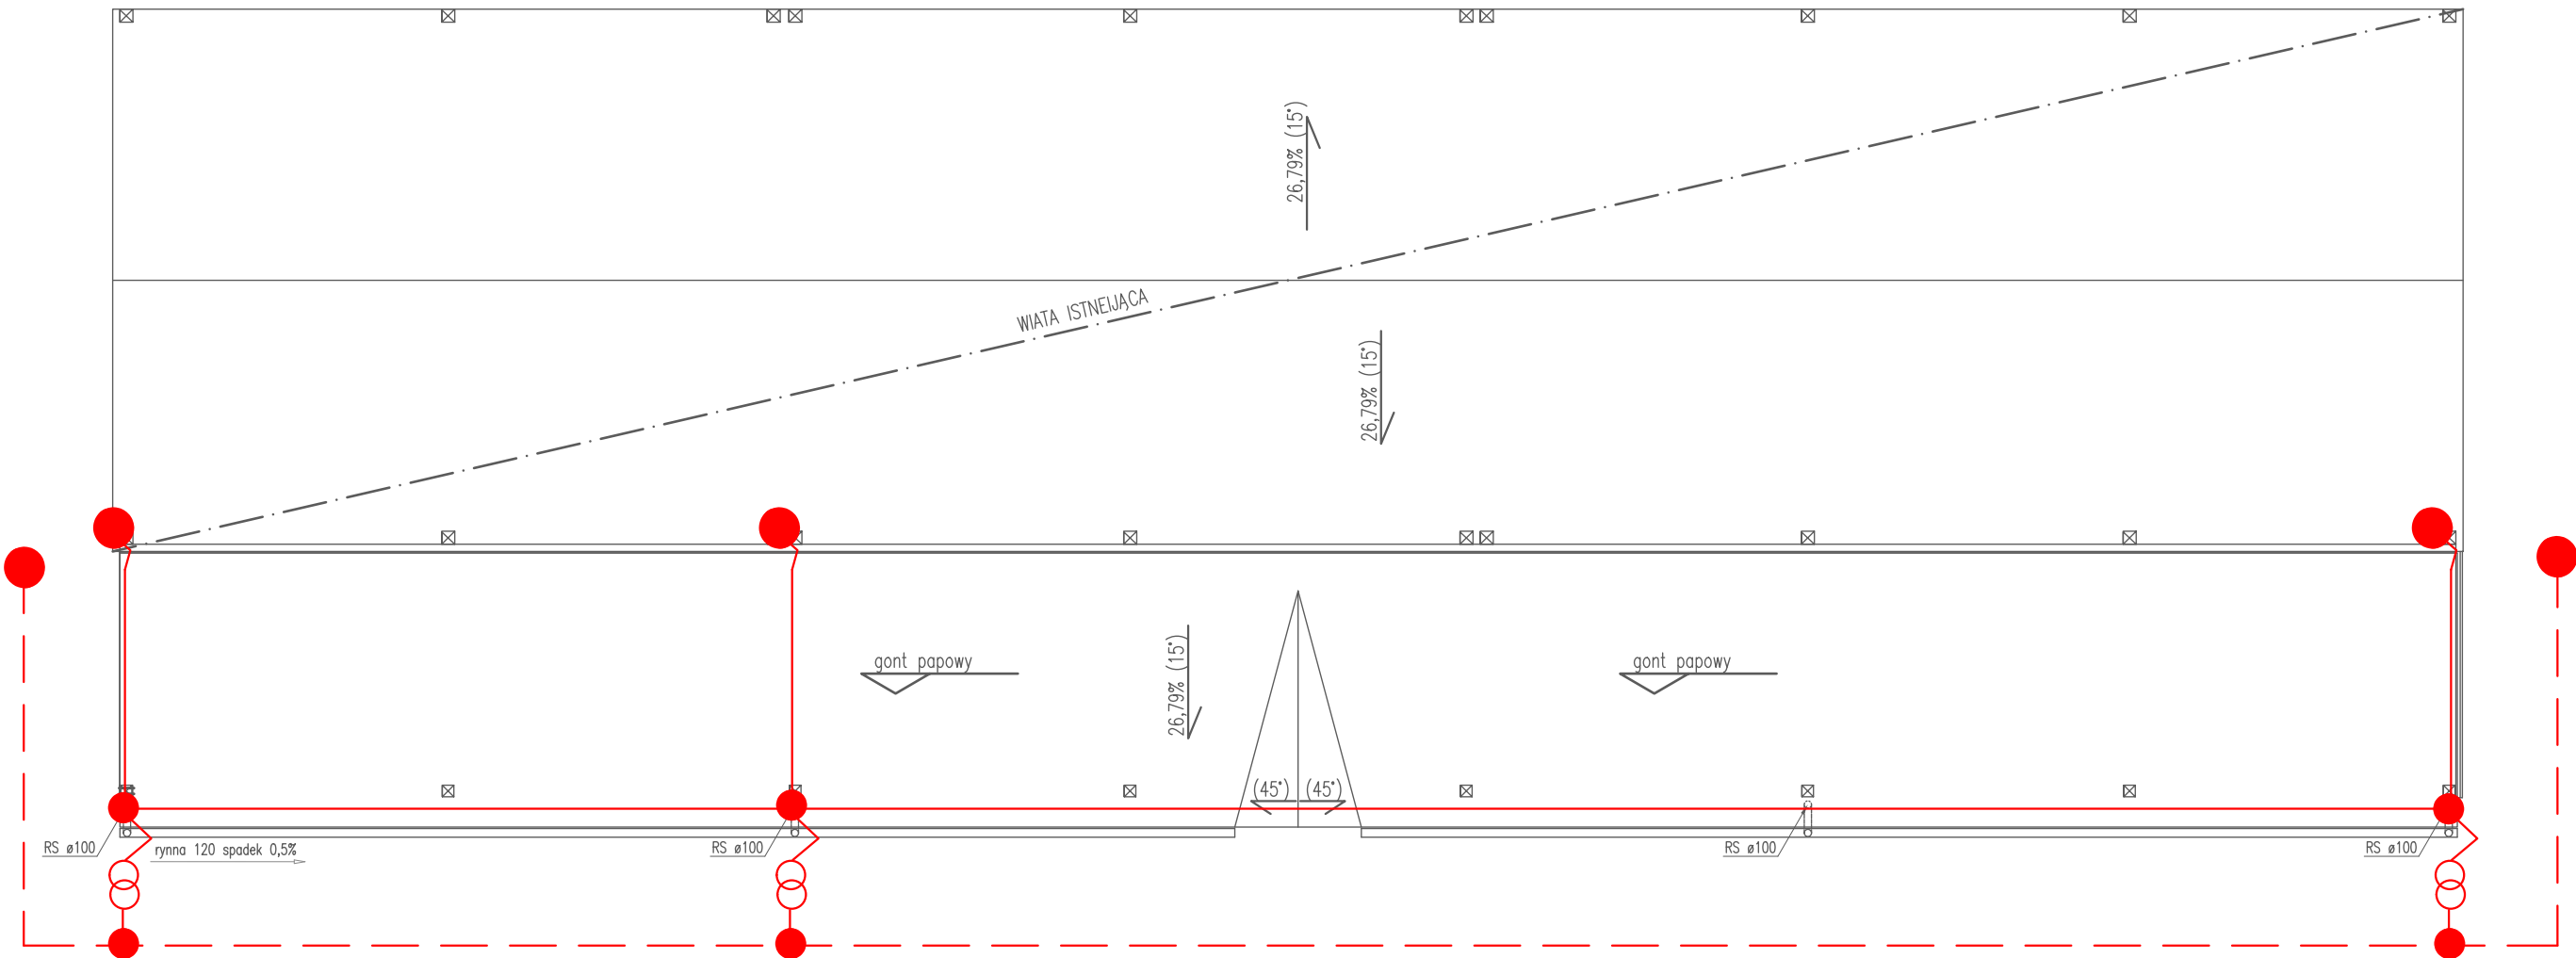 26,79% (15°)
WIATA ISTNEIJĄCA
26,79% (15°)
26,79% (15°)
gont papowy
gont papowy
(45°)
(45°)
RS ø100
rynna 120 spadek 0,5%
RS ø100
RS ø100
RS ø100